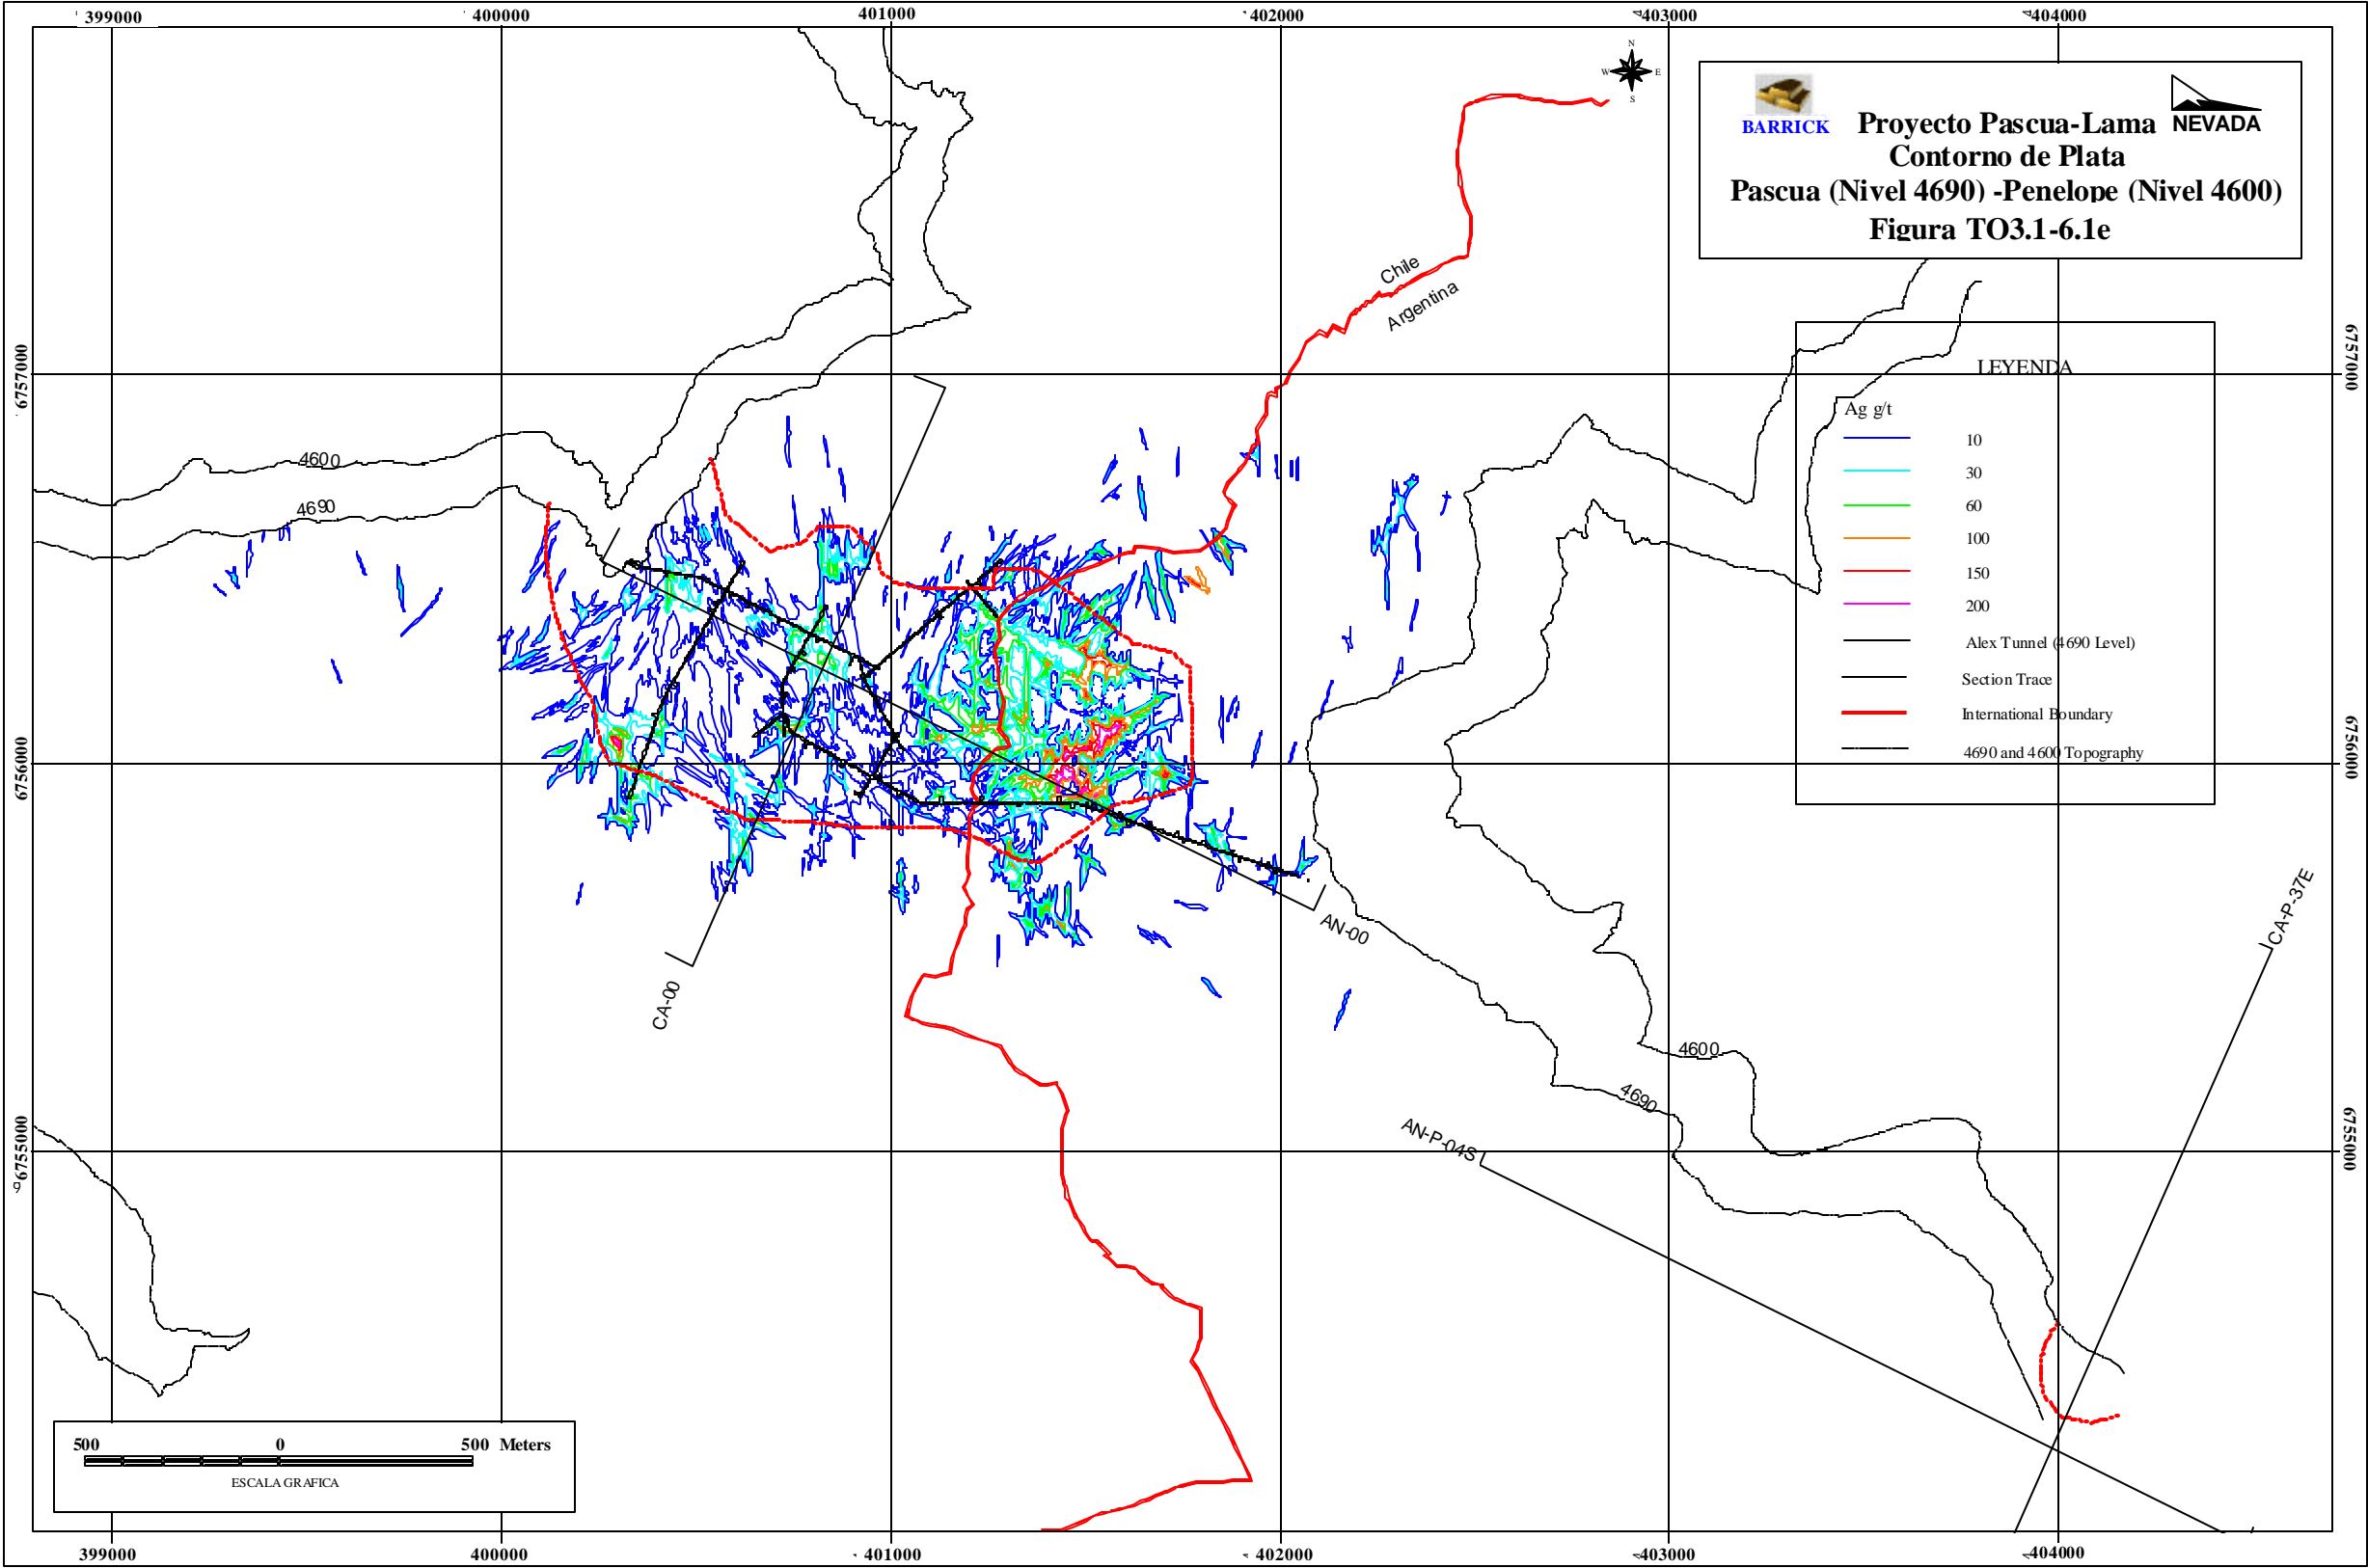 399000 400000 401000 402000 403000 404000
N
W E
S
BARRICK
NEVADA
Proyecto Pascua-Lama
Contorno de Plata
Pascua (Nivel 4690) -Penelope (Nivel 4600)
Figura TO3.1-6.1e
Chile
Argentina
6757000 6757000
LEYENDA
Ag g/t
10
30
60
100
150
200
Alex Tunnel (4690 Level)
Section Trace
International Boundary
4690 and 4600 Topography
4600
4690
6756000 6756000
AN-00
CA-P-37E
CA-00
4600
4690
AN-P-04S
6755000 6755000
500 0 500 Meters
ESCALA GRAFICA
399000 400000 401000 402000 403000 404000